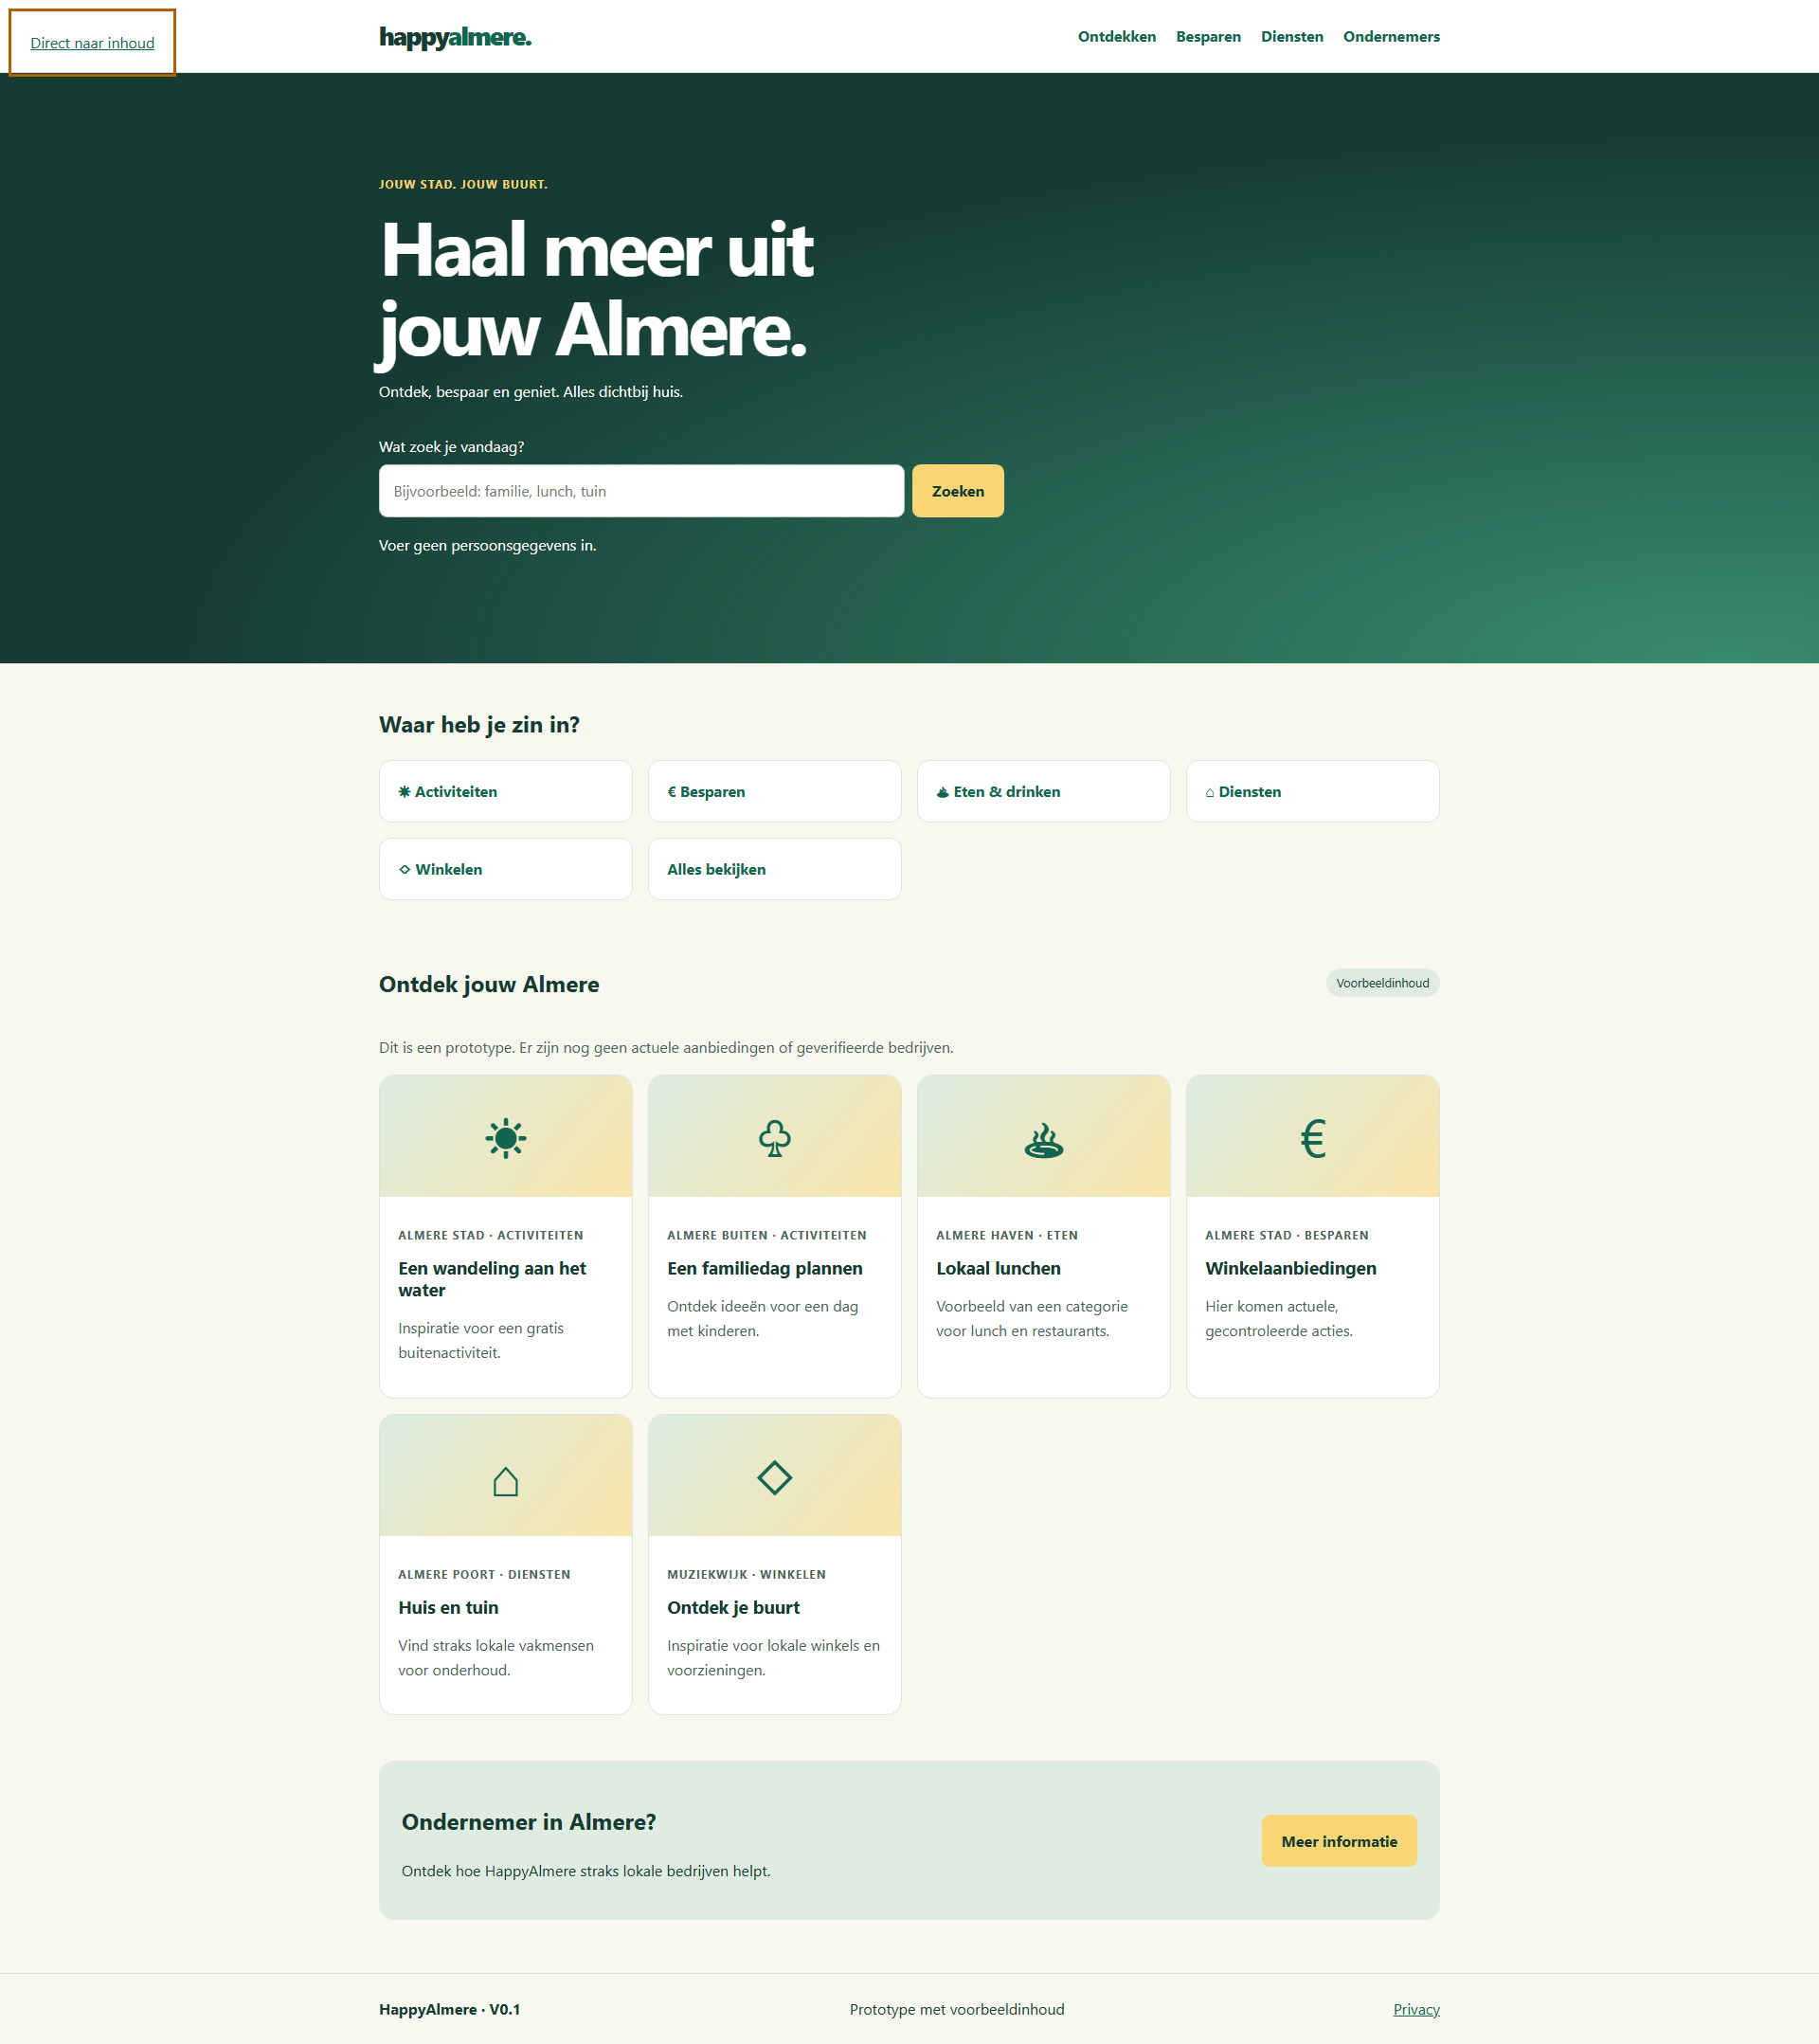 Direct naar inhoud
happyalmere.
Ontdekken Besparen Diensten Ondernemers
JOUW STAD. JOUW BUURT.
Haal meer uit
jouw Almere.
Ontdek, bespaar en geniet. Alles dichtbij huis.
Wat zoek je vandaag?
Bijvoorbeeld: familie, lunch, tuin
Zoeken
Voer geen persoonsgegevens in.
Waar heb je zin in?
Activiteiten
€ Besparen
Eten & drinken
Diensten
Winkelen
Alles bekijken
Ontdek jouw Almere
Voorbeeldinhoud
Dit is een prototype. Er zijn nog geen actuele aanbiedingen of geverifieerde bedrijven.
ALMERE STAD · ACTIVITEITEN
Een wandeling aan het
water
Inspiratie voor een gratis
buitenactiviteit.
ALMERE BUITEN · ACTIVITEITEN
Een familiedag plannen
Ontdek ideeën voor een dag
met kinderen.
ALMERE HAVEN · ETEN
Lokaal lunchen
Voorbeeld van een categorie
voor lunch en restaurants.
€
ALMERE STAD · BESPAREN
Winkelaanbiedingen
Hier komen actuele,
gecontroleerde acties.
ALMERE POORT · DIENSTEN
Huis en tuin
Vind straks lokale vakmensen
voor onderhoud.
MUZIEKWIJK · WINKELEN
Ontdek je buurt
Inspiratie voor lokale winkels en
voorzieningen.
Ondernemer in Almere?
Ontdek hoe HappyAlmere straks lokale bedrijven helpt.
Meer informatie
HappyAlmere · V0.1
Prototype met voorbeeldinhoud
Privacy